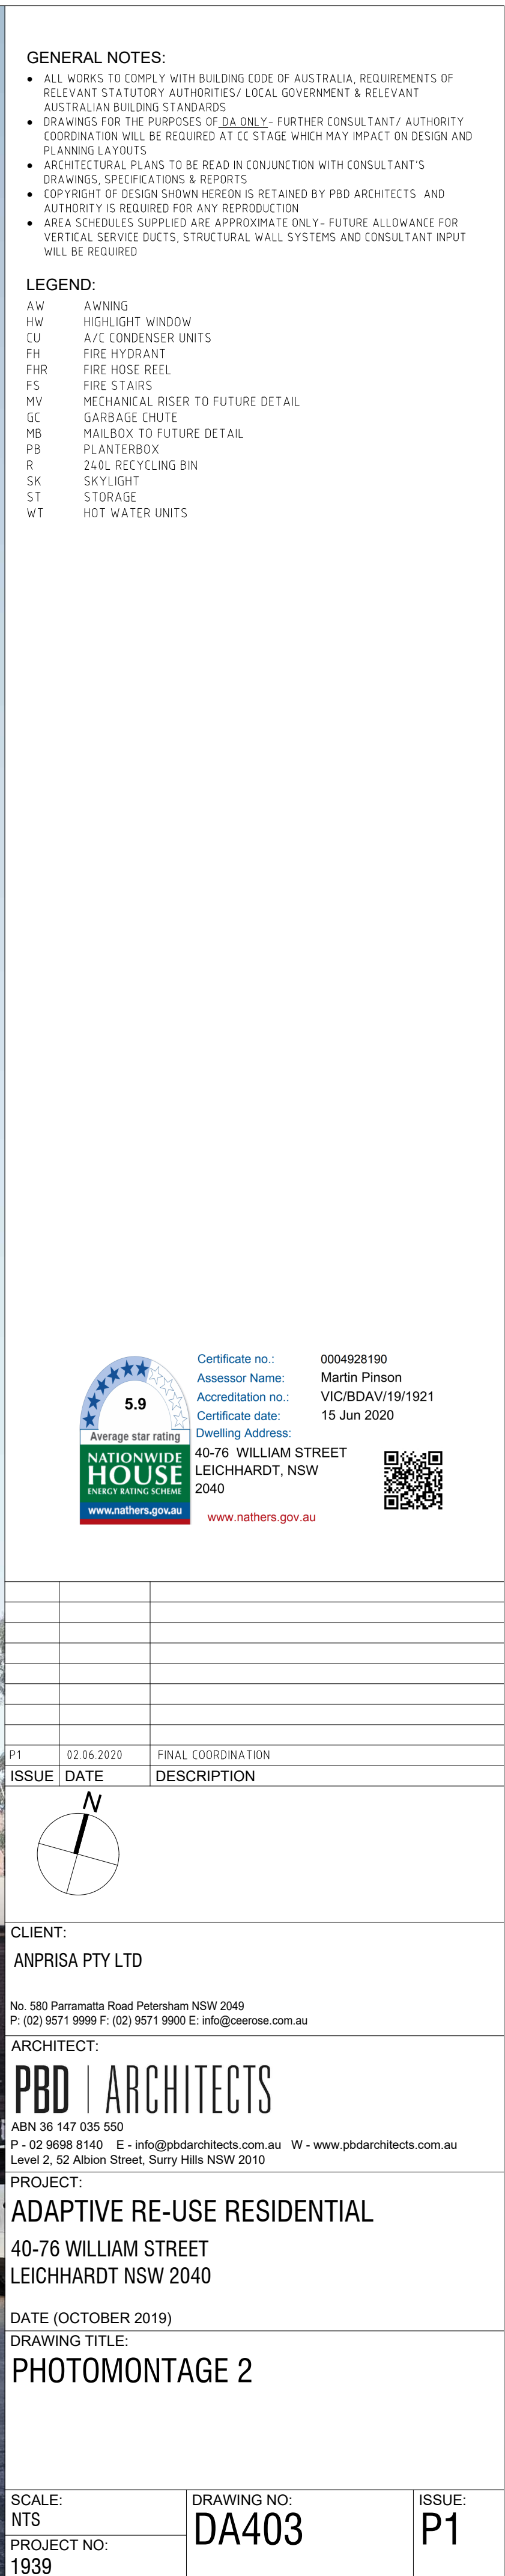 GENERAL NOTES:
● ALL WORKS TO COMPLY WITH BUILDING CODE OF AUSTRALIA, REQUIREMENTS OF
RELEVANT STATUTORY AUTHORITIES/ LOCAL GOVERNMENT & RELEVANT
AUSTRALIAN BUILDING STANDARDS
● DRAWINGS FOR THE PURPOSES OF DA ONLY- FURTHER CONSULTANT/ AUTHORITY
COORDINATION WILL BE REQUIRED AT CC STAGE WHICH MAY IMPACT ON DESIGN AND
PLANNING LAYOUTS
● ARCHITECTURAL PLANS TO BE READ IN CONJUNCTION WITH CONSULTANT'S
DRAWINGS, SPECIFICATIONS & REPORTS
● COPYRIGHT OF DESIGN SHOWN HEREON IS RETAINED BY PBD ARCHITECTS AND
AUTHORITY IS REQUIRED FOR ANY REPRODUCTION
● AREA SCHEDULES SUPPLIED ARE APPROXIMATE ONLY- FUTURE ALLOWANCE FOR
VERTICAL SERVICE DUCTS, STRUCTURAL WALL SYSTEMS AND CONSULTANT INPUT
WILL BE REQUIRED
LEGEND:
AW AWNING
HW HIGHLIGHT WINDOW
CU A/C CONDENSER UNITS
FH FIRE HYDRANT
FHR FIRE HOSE REEL
FS FIRE STAIRS
MV MECHANICAL RISER TO FUTURE DETAIL
GC GARBAGE CHUTE
MB MAILBOX TO FUTURE DETAIL
PB PLANTERBOX
R 240L RECYCLING BIN
SK SKYLIGHT
ST STORAGE
WT HOT WATER UNITS
5.9
Average star rating
NATIONWIDE
HOUSE
ENERGY RATING SCHEME
www.nathers.gov.au
Certificate no.: 0004928190
Assessor Name: Martin Pinson
Accreditation no.: VIC/BDAV/19/1921
Certificate date: 15 Jun 2020
Dwelling Address:
40-76 WILLIAM STREET
LEICHHARDT, NSW
2040
www.nathers.gov.au
P1 02.06.2020 FINAL COORDINATION
ISSUE DATE DESCRIPTION
N
CLIENT:
ANPRISA PTY LTD
No. 580 Parramatta Road Petersham NSW 2049
P: (02) 9571 9999 F: (02) 9571 9900 E: info@ceerose.com.au
ARCHITECT:
PBD | ARCHITECTS
ABN 36 147 035 550
P - 02 9698 8140 E - info@pbdarchitects.com.au W - www.pbdarchitects.com.au
Level 2, 52 Albion Street, Surry Hills NSW 2010
PROJECT:
ADAPTIVE RE-USE RESIDENTIAL
40-76 WILLIAM STREET
LEICHHARDT NSW 2040
DATE (OCTOBER 2019)
DRAWING TITLE:
PHOTOMONTAGE 2
SCALE:
NTS
PROJECT NO:
1939
DRAWING NO:
DA403
ISSUE:
P1